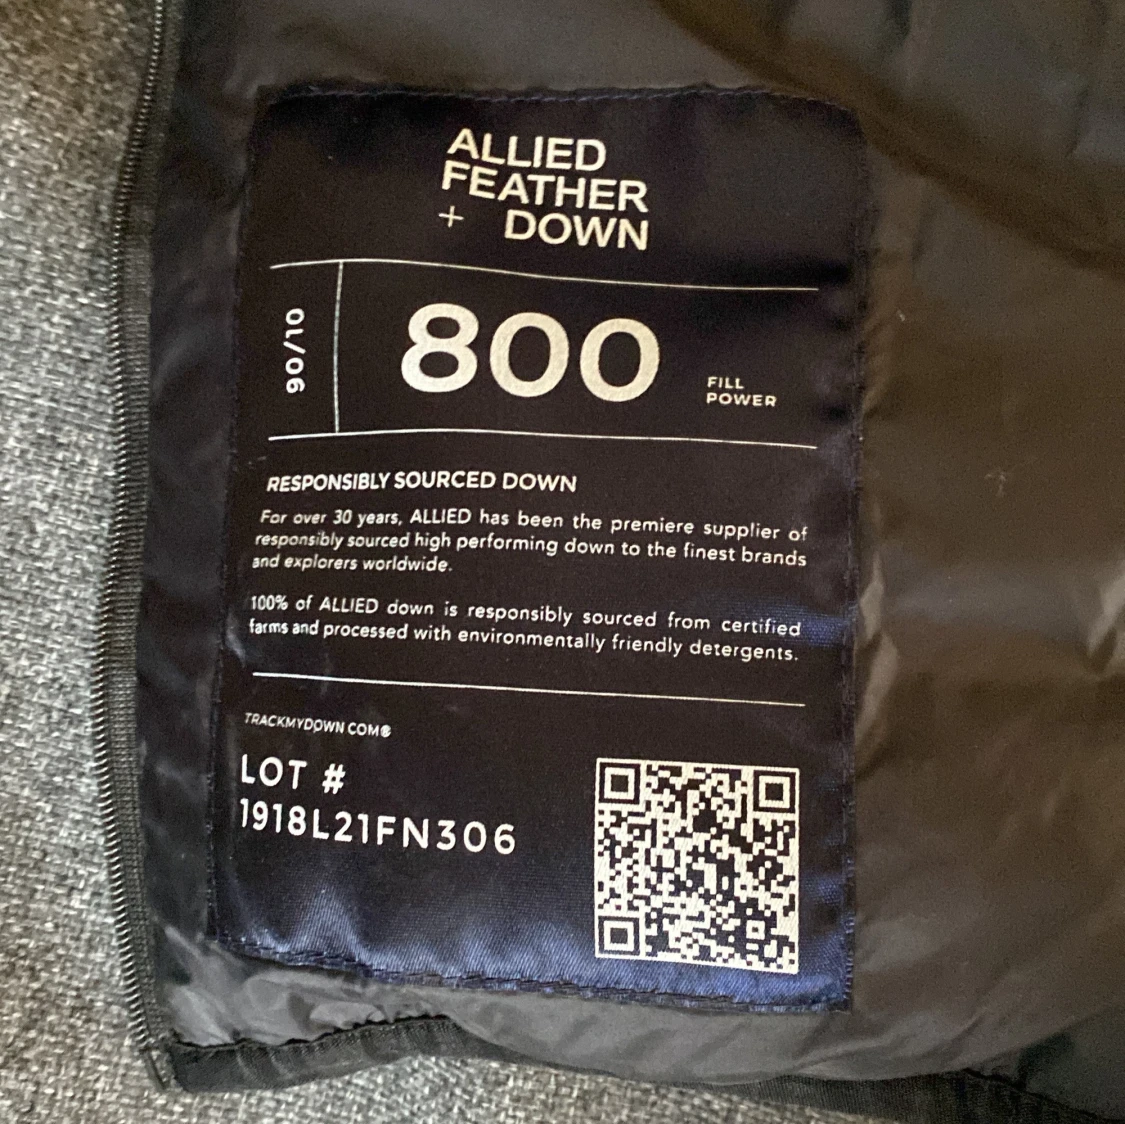 ALLIED
FEATHER
+ DOWN
01/06
800
FILL
POWER
RESPONSIBLY SOURCED DOWN
For over 30 years, ALLIED has been the premiere supplier of
responsibly sourced high performing down to the finest brands
and explorers worldwide.
100% of ALLIED down is responsibly sourced from certified
farms and processed with environmentally friendly detergents.
TRACKMYDOWN COM®
LOT #
1918L21FN306